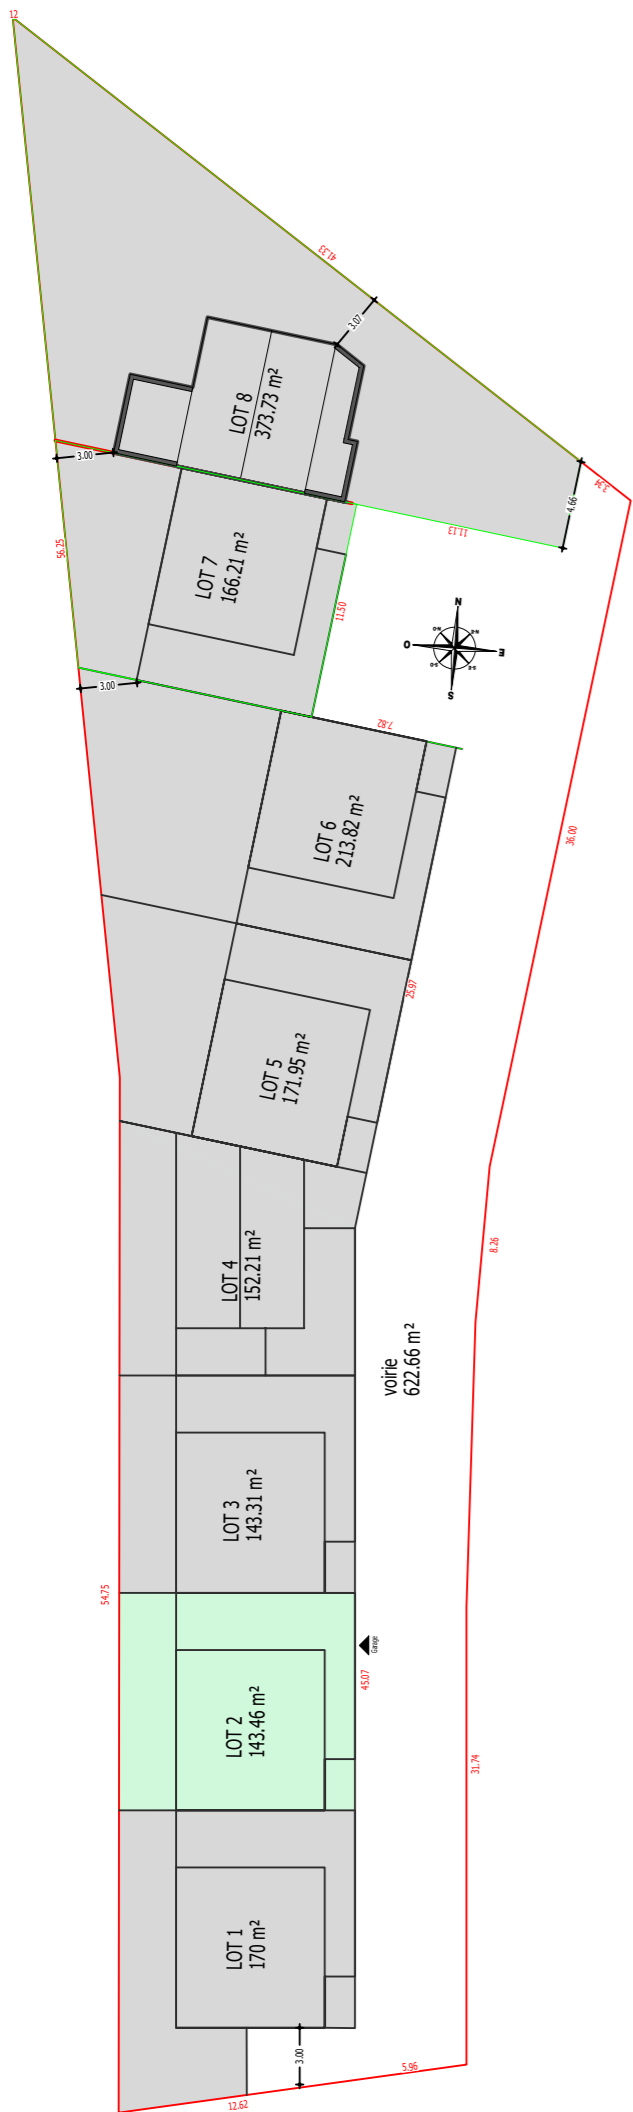 12
41.33
3.07
LOT 8
373.73 m²
3.00
3.34
4.66
11.13
56.25
LOT 7
166.21 m²
11.50
N
N-O
N-E
O
E
S-O
S-E
S
3.00
7.82
LOT 6
213.82 m²
36.00
25.97
LOT 5
171.95 m²
LOT 4
152.21 m²
8.26
voirie
622.66 m²
LOT 3
143.31 m²
54.75
Garage
45.07
LOT 2
143.46 m²
31.74
LOT 1
170 m²
3.00
5.96
12.62